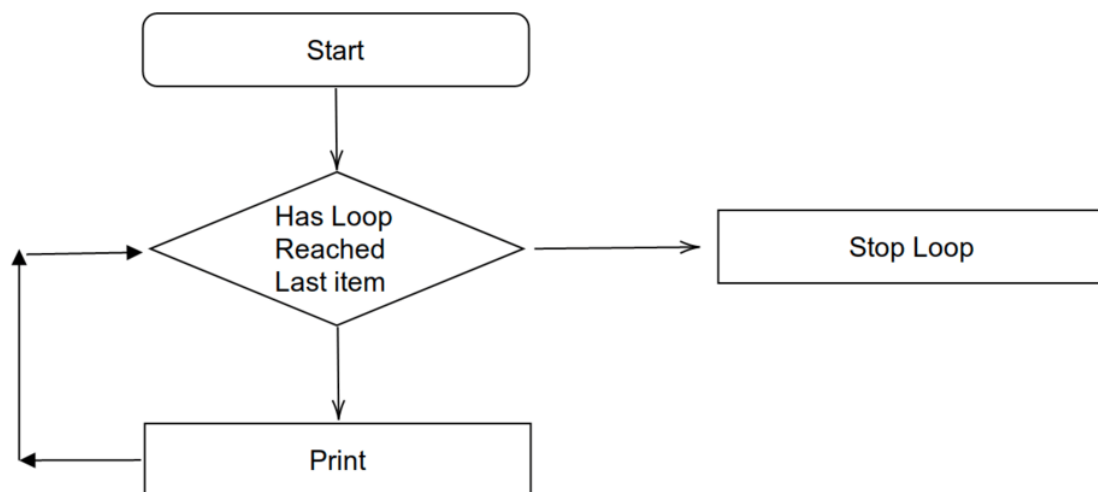 Start
Has Loop
Reached
Last item
Stop Loop
Print